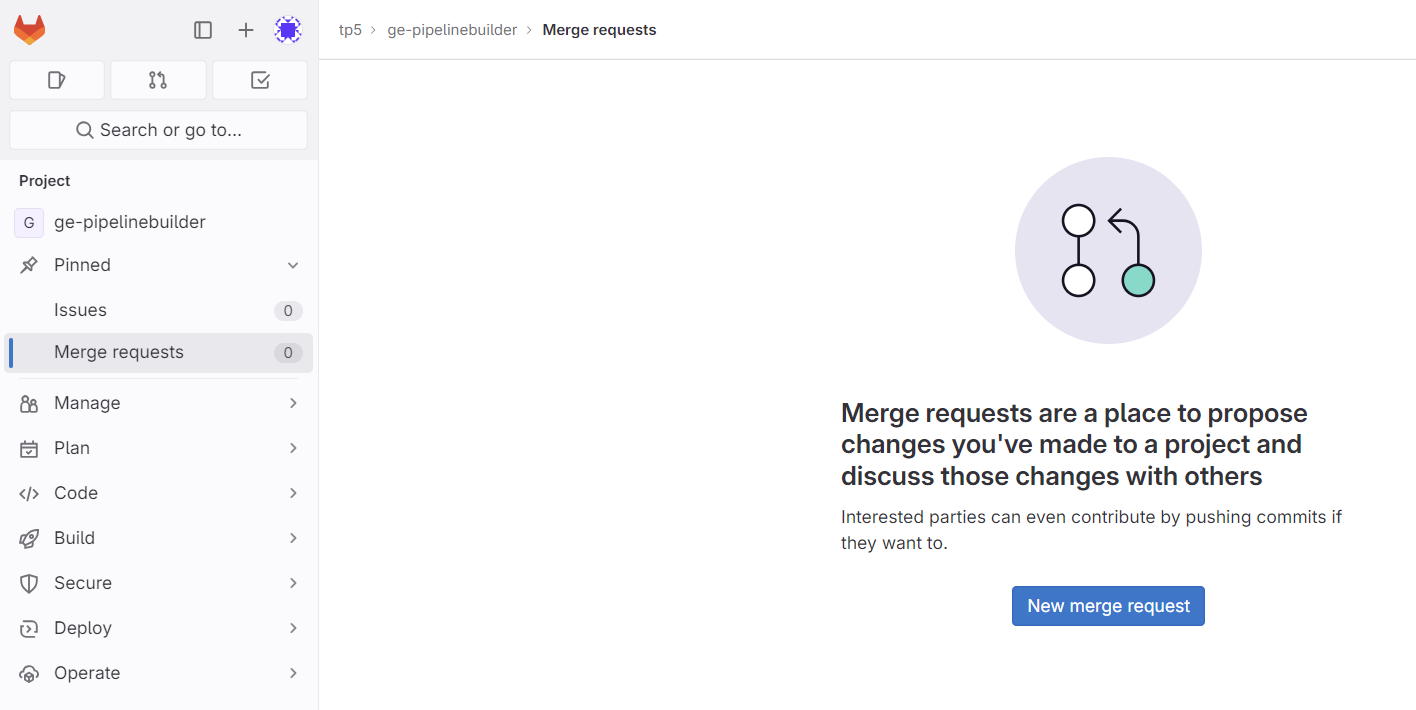 tp5 > ge-pipelinebuilder > Merge requests
Search or go to...
Project
G ge-pipelinebuilder
Pinned
Issues 0
Merge requests 0
Manage
Plan
Code
Build
Secure
Deploy
Operate
Merge requests are a place to propose
changes you've made to a project and
discuss those changes with others
Interested parties can even contribute by pushing commits if
they want to.
New merge request